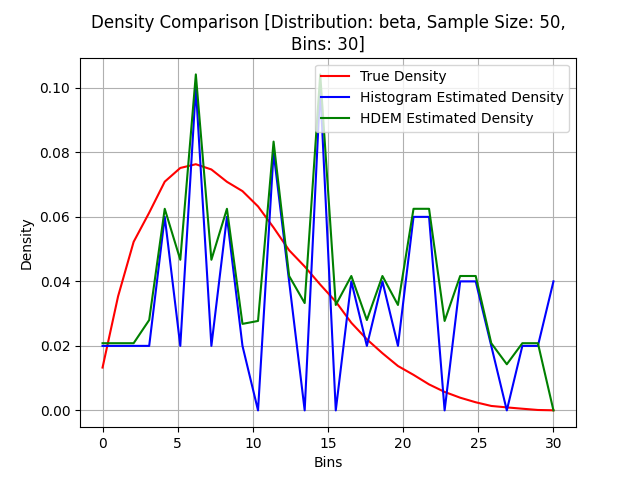 Density Comparison [Distribution: beta, Sample Size: 50,
Bins: 30]
True Density
Histogram Estimated Density
HDEM Estimated Density
0.10
0.08
0.06
0.04
0.02
0.00
Density
0 5 10 15 20 25 30
Bins